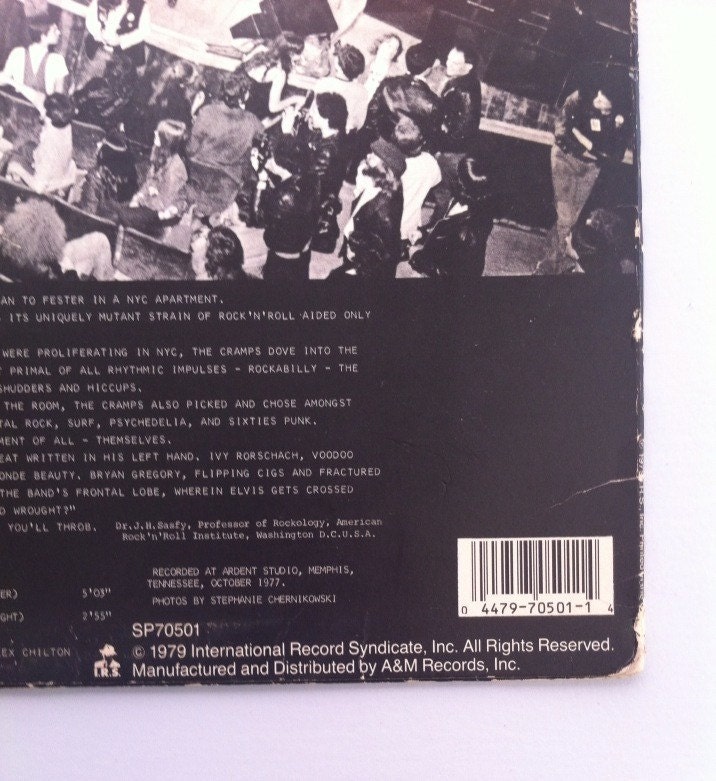 AN TO FESTER IN A NYC APARTMENT.
ITS UNIQUELY MUTANT STRAIN OF ROCK'N'ROLL AIDED ONLY
WERE PROLIFERATING IN NYC, THE CRAMPS DOVE INTO THE
PRIMAL OF ALL RHYTHMIC IMPULSES - ROCKABILLY - THE
SHUDDERS AND HICCUPS.
THE ROOM, THE CRAMPS ALSO PICKED AND CHOSE AMONGST
TAL ROCK, SURF, PSYCHEDELIA, AND SIXTIES PUNK.
MENT OF ALL - THEMSELVES.
EAT WRITTEN IN HIS LEFT HAND. IVY RORSCHACH, VOODOO
ONDE BEAUTY. BRYAN GREGORY, FLIPPING CIGS AND FRACTURED
THE BAND'S FRONTAL LOBE, WHEREIN ELVIS GETS CROSSED
D WROUGHT?"
YOU'LL THROB. Dr.J.H.Sasfy, Professor of Rockology, American
Rock'n'Roll Institute, Washington D.C.U.S.A.
RECORDED AT ARDENT STUDIO, MEMPHIS,
TENNESSEE, OCTOBER 1977.
PHOTOS BY STEPHANIE CHERNIKOWSKI
ER) 5'03"
GHT) 2'55"
EX CHILTON
0 4479-70501-1 4
SP70501
© 1979 International Record Syndicate, Inc. All Rights Reserved.
I.R.S. Manufactured and Distributed by A&M Records, Inc.